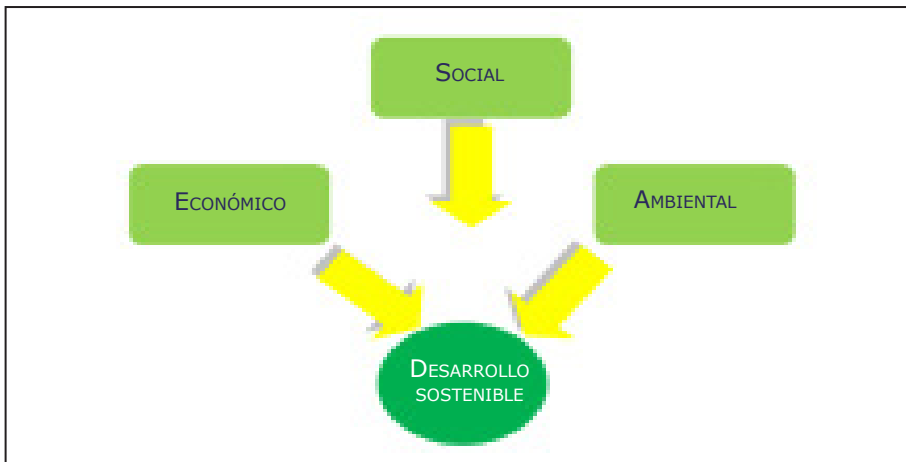 Social
Económico
Ambiental
Desarrollo
sostenible